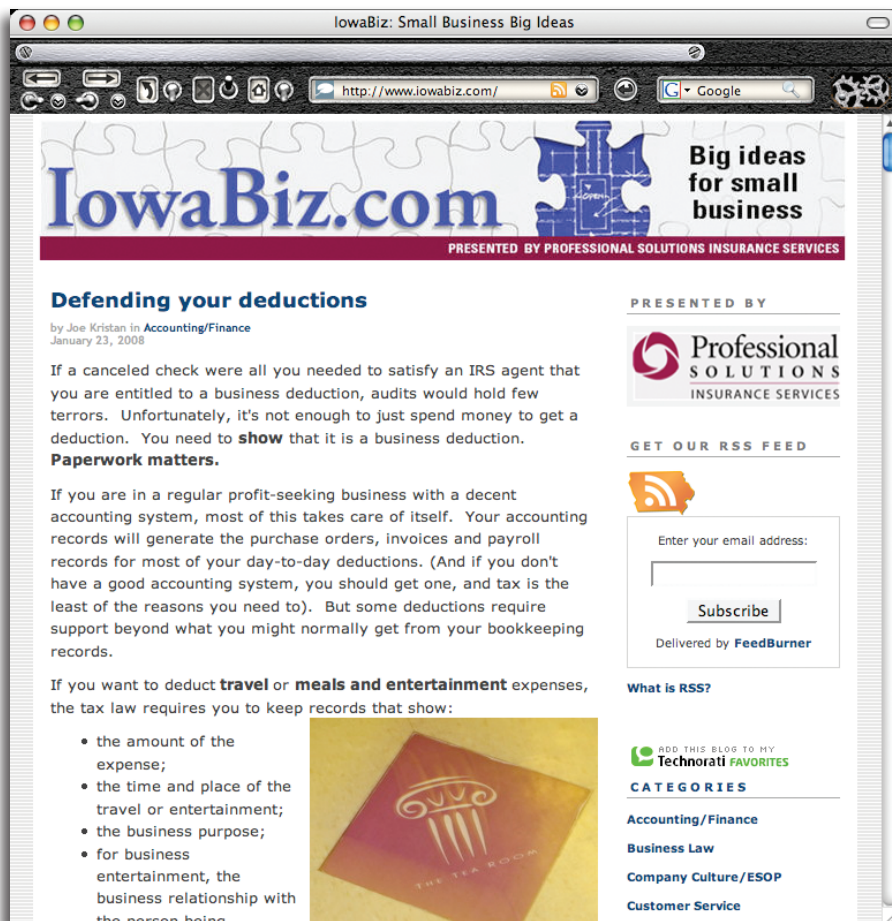 IowaBiz: Small Business Big Ideas
http://www.iowabiz.com/
G
Google
IowaBiz.com
Big ideas
for small
business
PRESENTED BY PROFESSIONAL SOLUTIONS INSURANCE SERVICES
Defending your deductions
by Joe Kristan in Accounting/Finance
January 23, 2008
If a canceled check were all you needed to satisfy an IRS agent that
you are entitled to a business deduction, audits would hold few
terrors. Unfortunately, it's not enough to just spend money to get a
deduction. You need to show that it is a business deduction.
Paperwork matters.
If you are in a regular profit-seeking business with a decent
accounting system, most of this takes care of itself. Your accounting
records will generate the purchase orders, invoices and payroll
records for most of your day-to-day deductions. (And if you don't
have a good accounting system, you should get one, and tax is the
least of the reasons you need to). But some deductions require
support beyond what you might normally get from your bookkeeping
records.
If you want to deduct travel or meals and entertainment expenses,
the tax law requires you to keep records that show:
• the amount of the
expense;
• the time and place of the
travel or entertainment;
• the business purpose;
• for business
entertainment, the
business relationship with
the person being
THE TEA ROOM
PRESENTED BY
Professional
SOLUTIONS
INSURANCE SERVICES
GET OUR RSS FEED
Enter your email address:
Subscribe
Delivered by FeedBurner
What is RSS?
ADD THIS BLOG TO MY
Technorati FAVORITES
CATEGORIES
Accounting/Finance
Business Law
Company Culture/ESOP
Customer Service